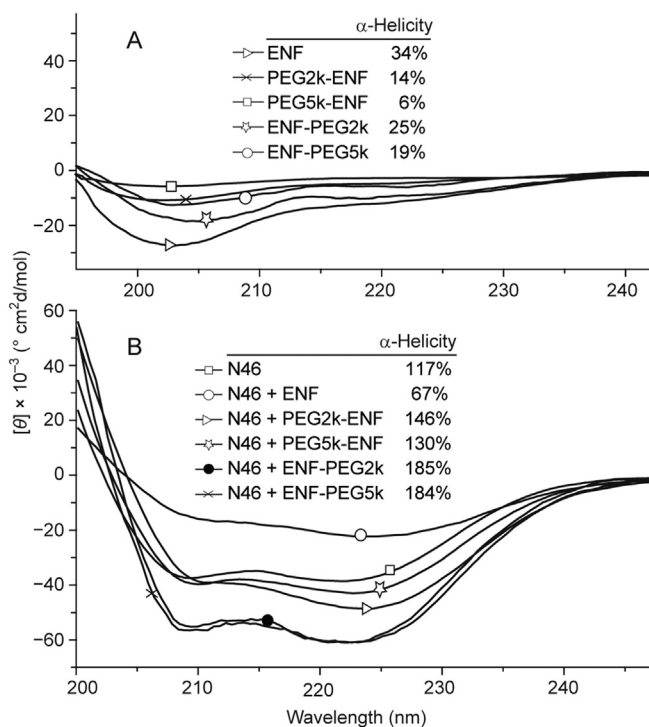 A
α-Helicity
ENF 34%
PEG2k-ENF 14%
PEG5k-ENF 6%
ENF-PEG2k 25%
ENF-PEG5k 19%
40
20
0
−20
200 210 220 230 240
[θ] × 10⁻³ (° cm²d/mol)
B
α-Helicity
N46 117%
N46 + ENF 67%
N46 + PEG2k-ENF 146%
N46 + PEG5k-ENF 130%
N46 + ENF-PEG2k 185%
N46 + ENF-PEG5k 184%
60
40
20
0
−20
−40
−60
200 210 220 230 240
Wavelength (nm)